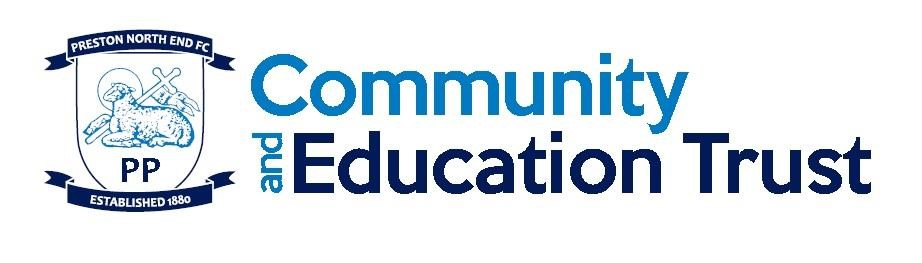 PRESTON NORTH END FC
PP
ESTABLISHED 1880
Community
and Education Trust